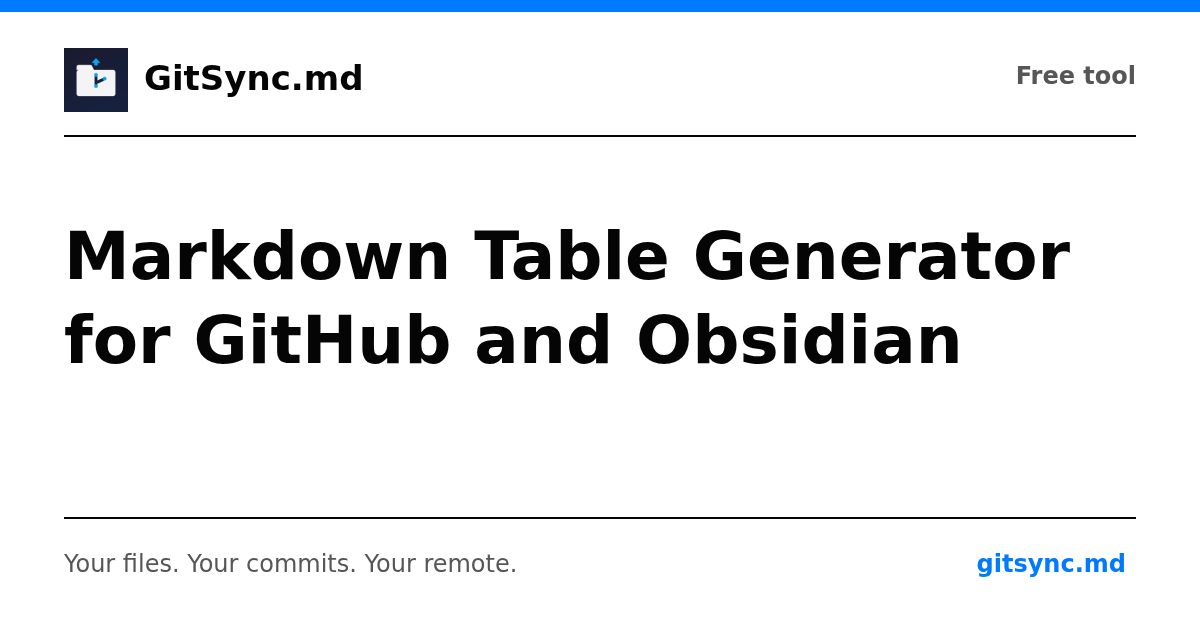 GitSync.md
Free tool
Markdown Table Generator
for GitHub and Obsidian
Your files. Your commits. Your remote.
gitsync.md